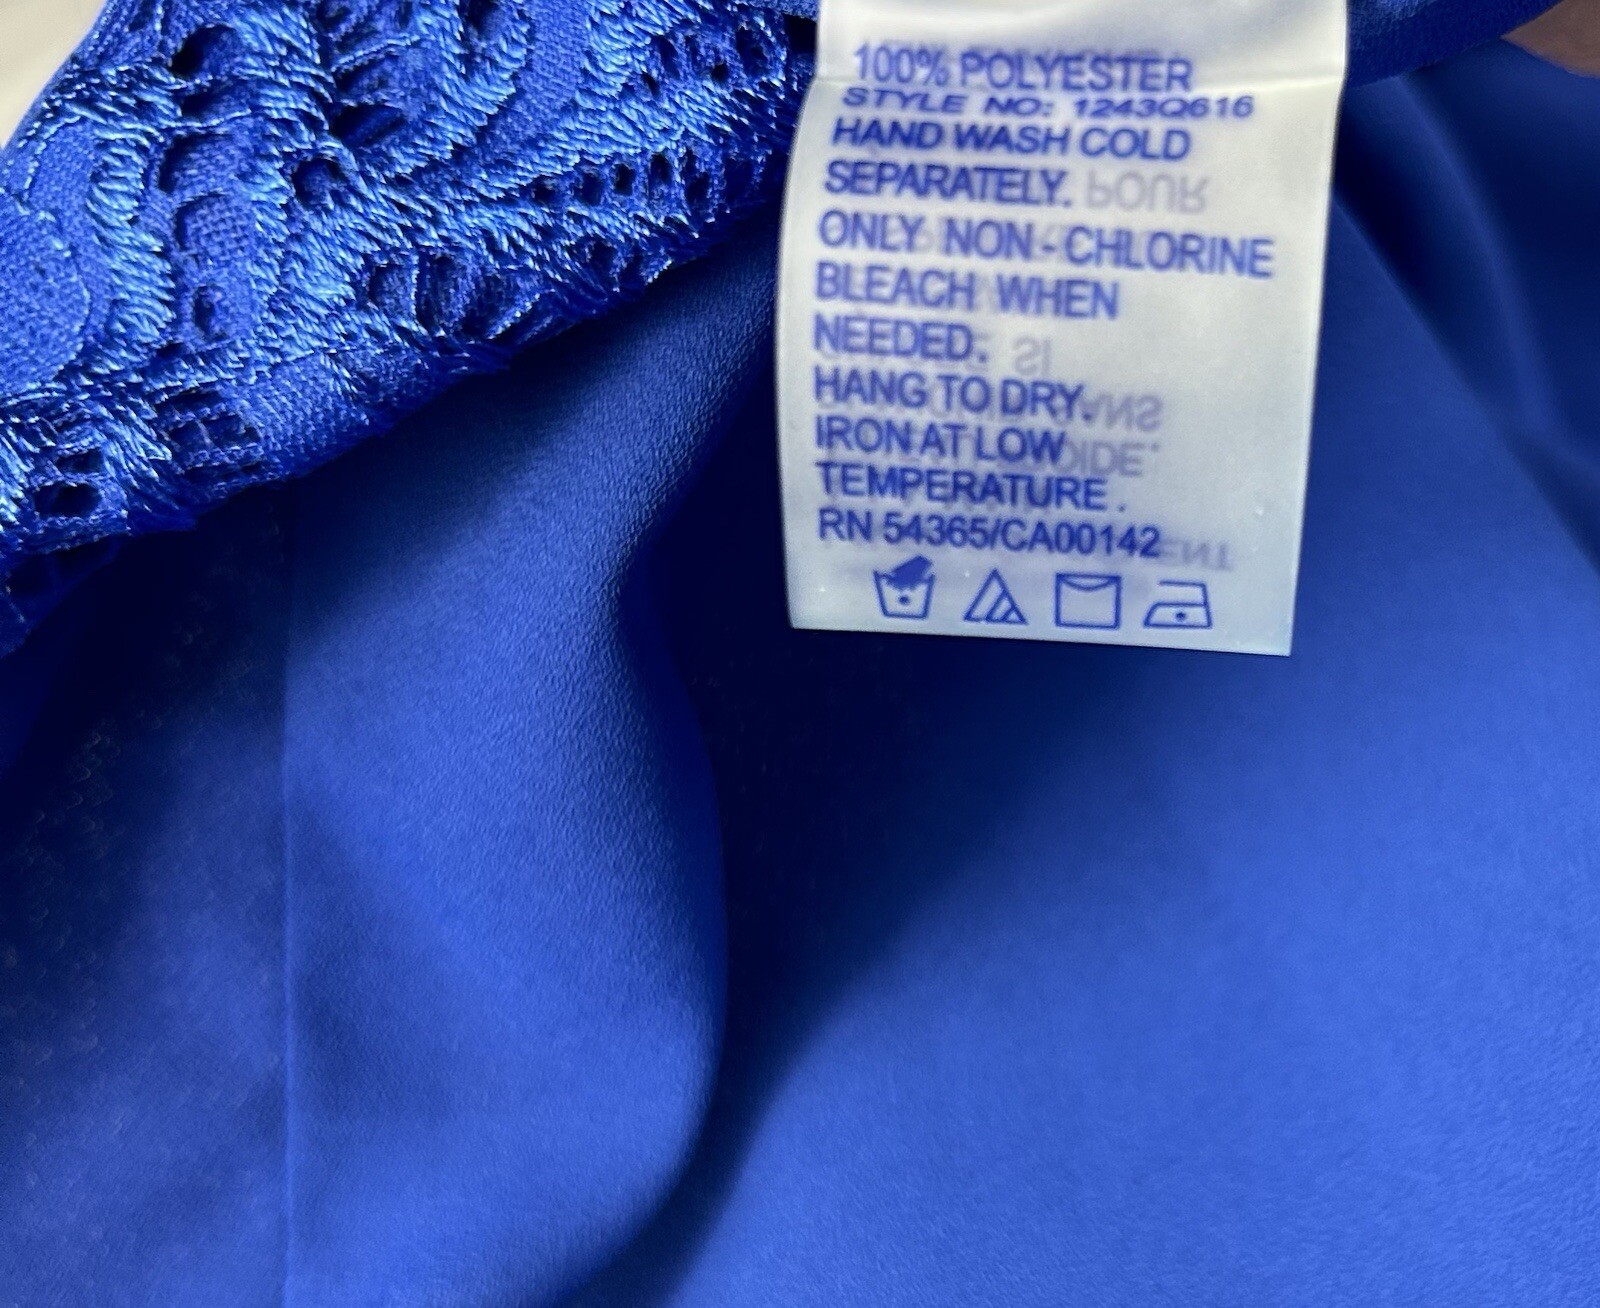 100% POLYESTER
STYLE NO: 1243Q616
HAND WASH COLD
SEPARATELY.
ONLY NON-CHLORINE
BLEACH WHEN
NEEDED.
HANG TO DRY.
IRON AT LOW
TEMPERATURE .
RN 54365/CA00142